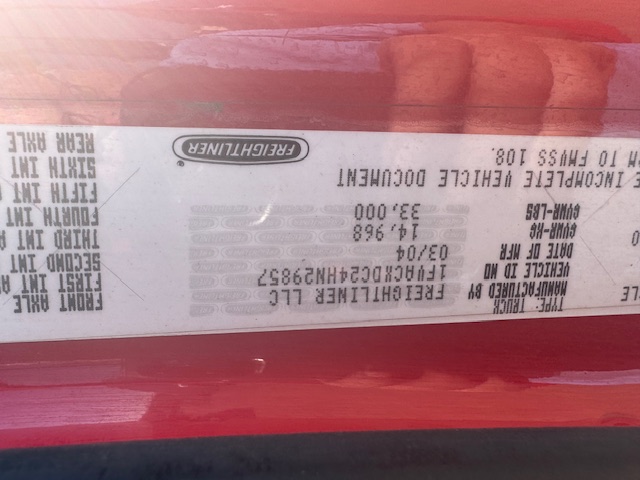 TYPE: TRUCK
MANUFACTURED BY FREIGHTLINER LLC
VEHICLE ID NO 1FVACXDC24HN29857
DATE OF MFR 03/04
GVWR-KG 14,968
GVWR-LBS 33,000
E INCOMPLETE VEHICLE DOCUMENT
RM TO FMVSS 108.
FREIGHTLINER
FRONT AXLE
FIRST INT A
SECOND INT
THIRD INT A
FOURTH INT
FIFTH INT A
SIXTH INT
REAR AXLE